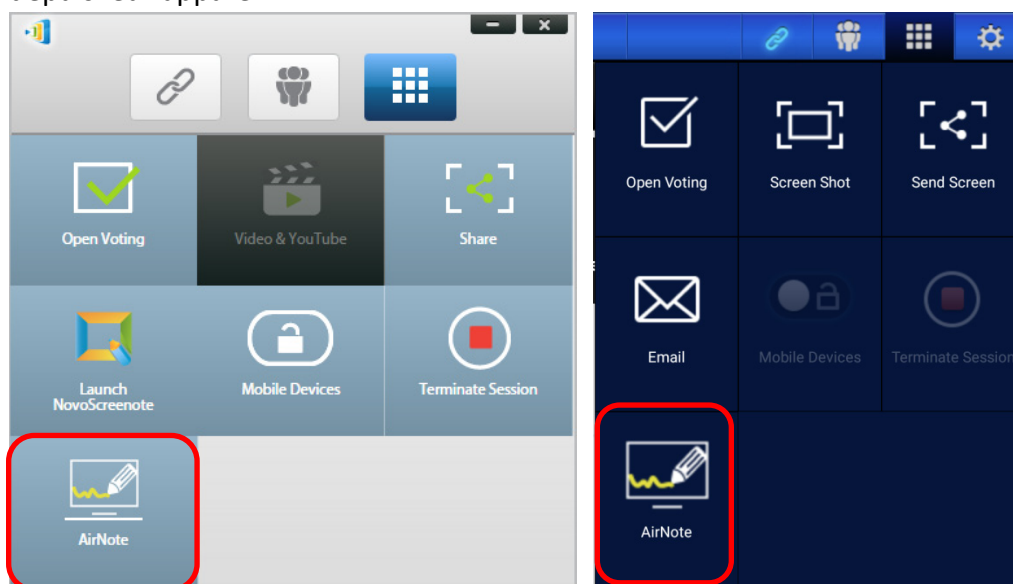 Open Voting
Video & YouTube
Share
Launch
NovoScreenote
Mobile Devices
Terminate Session
AirNote
Open Voting
Screen Shot
Send Screen
Email
Mobile Devices
Terminate Session
AirNote